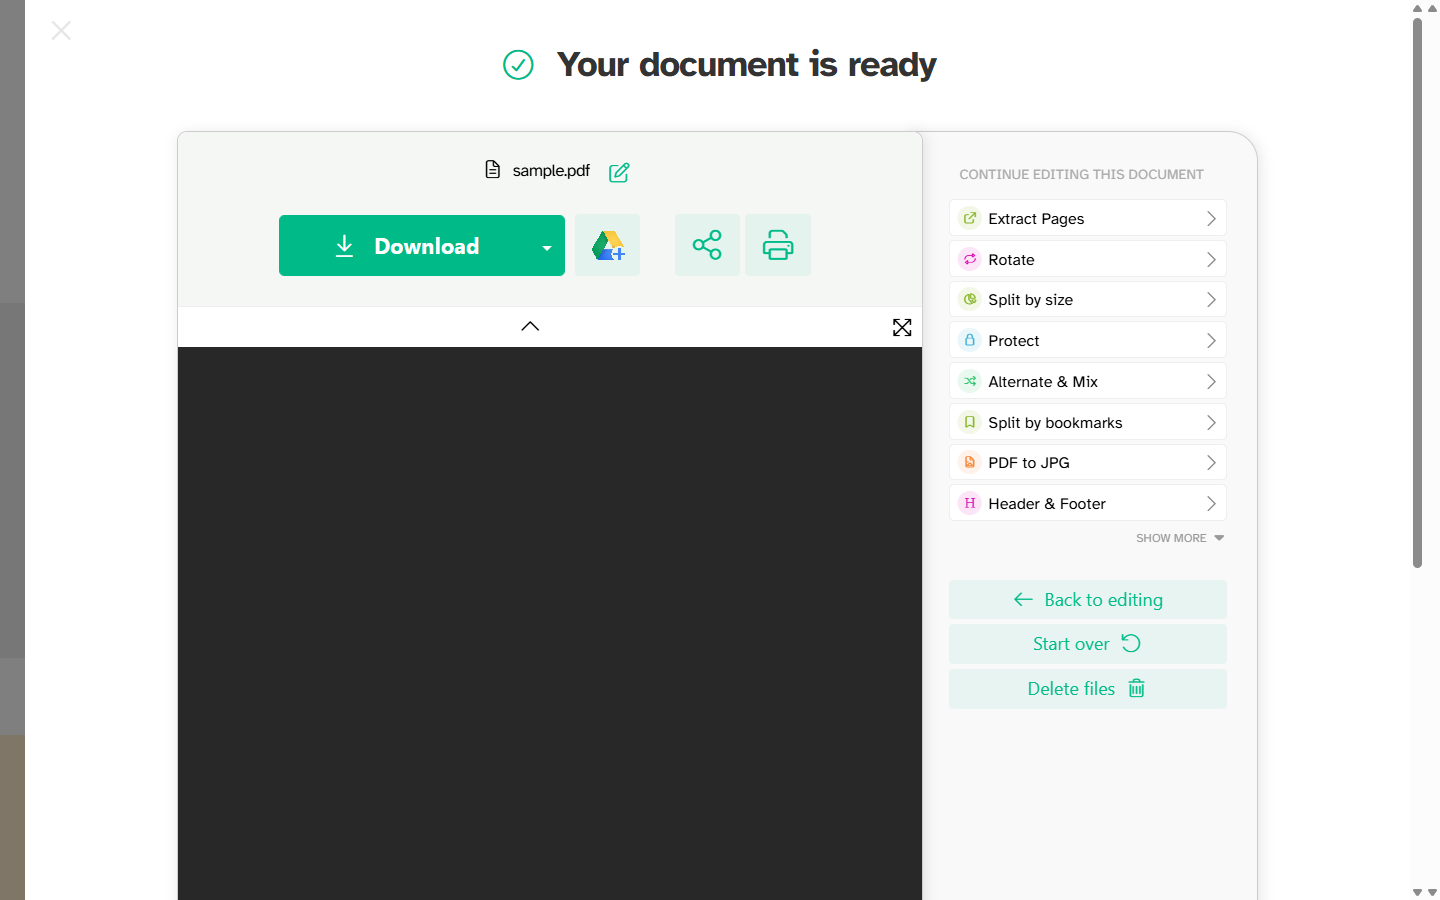 Your document is ready
sample.pdf
Download
CONTINUE EDITING THIS DOCUMENT
Extract Pages
Rotate
Split by size
Protect
Alternate & Mix
Split by bookmarks
PDF to JPG
H Header & Footer
SHOW MORE
Back to editing
Start over
Delete files